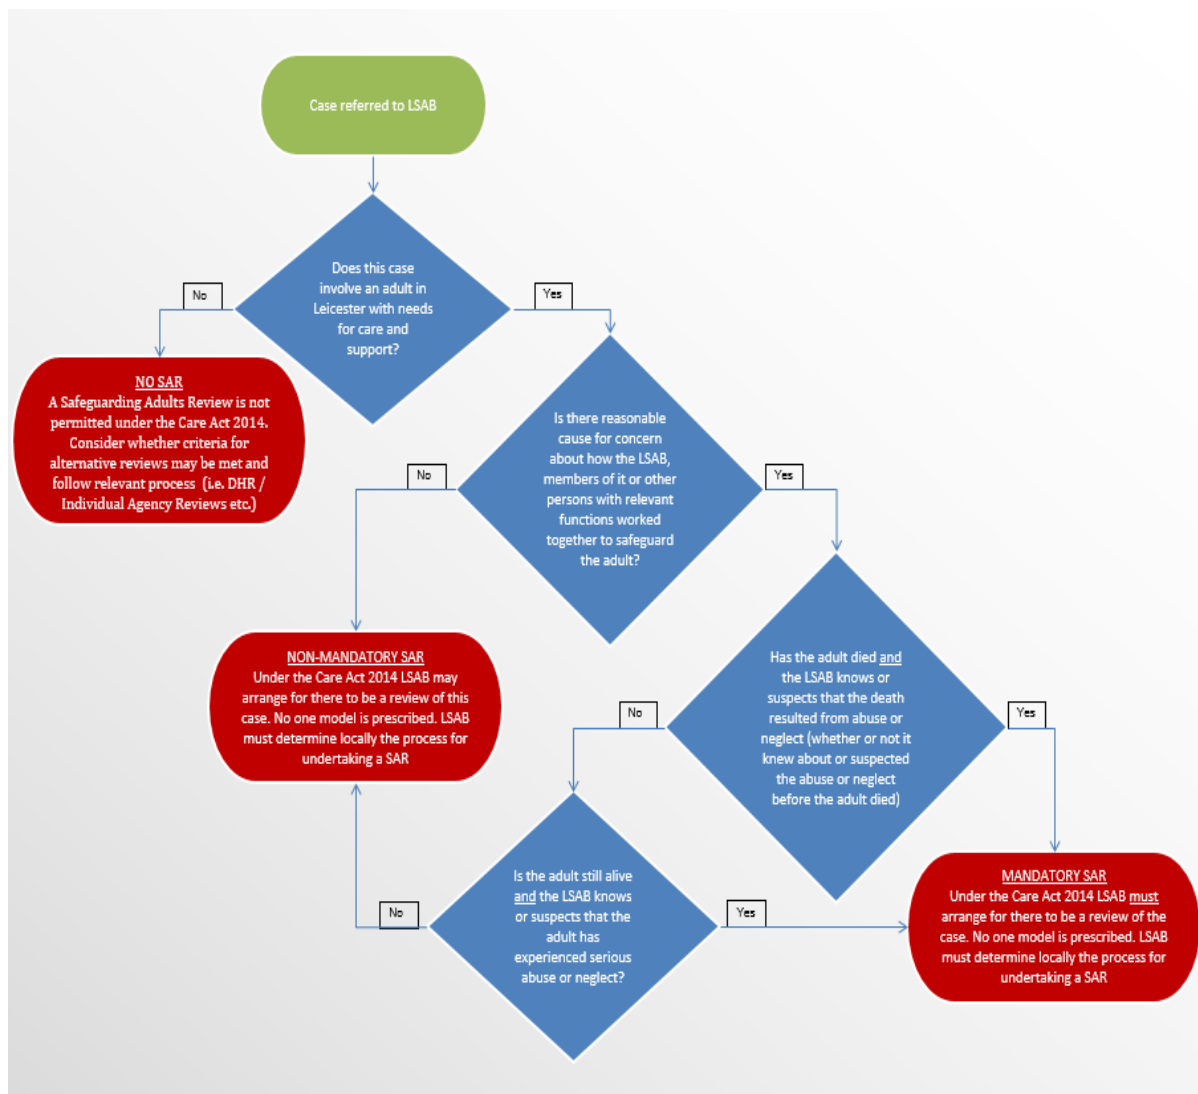 Case referred to LSAB
Does this case
involve an adult in
Leicester with needs
for care and
support?
No
Yes
NO SAR
A Safeguarding Adults Review is not
permitted under the Care Act 2014.
Consider whether criteria for
alternative reviews may be met and
follow relevant process (i.e. DHR /
Individual Agency Reviews etc.)
Is there reasonable
cause for concern
about how the LSAB,
members of it or other
persons with relevant
functions worked
together to safeguard
the adult?
No
Yes
NON-MANDATORY SAR
Under the Care Act 2014 LSAB may
arrange for there to be a review of this
case. No one model is prescribed. LSAB
must determine locally the process for
undertaking a SAR
Has the adult died and
the LSAB knows or
suspects that the death
resulted from abuse or
neglect (whether or not it
knew about or suspected
the abuse or neglect
before the adult died)
No
Yes
Is the adult still alive
and the LSAB knows
or suspects that the
adult has
experienced serious
abuse or neglect?
No
Yes
MANDATORY SAR
Under the Care Act 2014 LSAB must
arrange for there to be a review of the
case. No one model is prescribed. LSAB
must determine locally the process for
undertaking a SAR